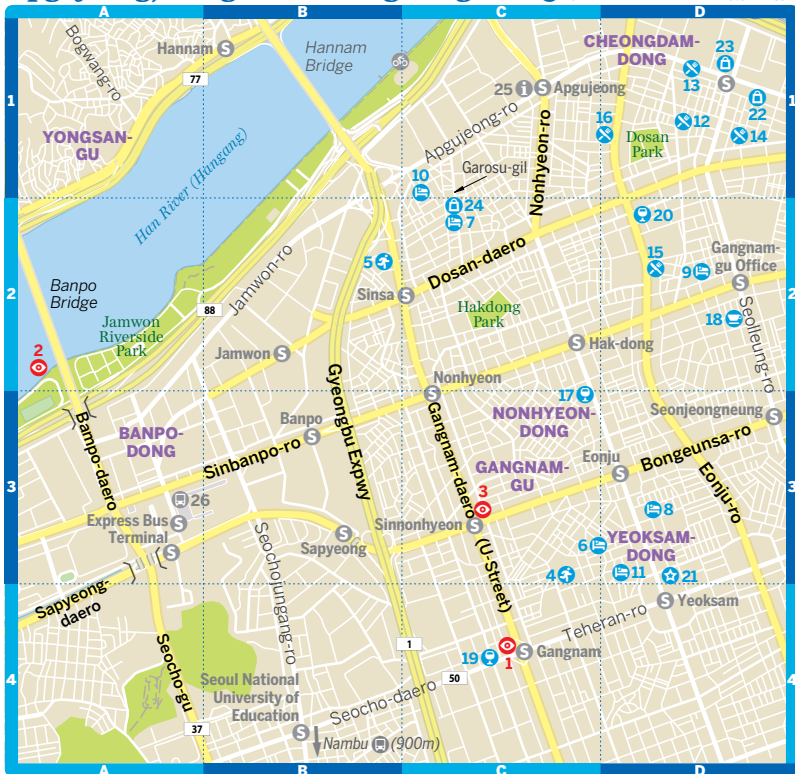 A
B
C
D
1
2
3
4
Bogwang-ro
Hannam
S
77
Hannam
Bridge
YONGSAN-
GU
Han River (Hangang)
CHEONGDAM-
DONG
23
13
S
22
12
14
16
Dosan
Park
25
i
S
Apgujeong
Apgujeong-ro
Nonhyeon-ro
Garosu-gil
10
24
7
20
5
Dosan-daero
15
9
Gangnam-
gu Office
S
Sinsa
S
Hakdong
Park
18
Seolleung-ro
Banpo
Bridge
Jamwon-ro
88
Jamwon
Riverside
Park
2
Jamwon
S
S
Hak-dong
Nonhyeon
S
17
NONHYEON-
DONG
Seonjeongneung
S
Gyeongbu Expwy
Gangnam-daero
(U-Street)
Bampo-daero
BANPO-
DONG
Banpo
S
Sinbanpo-ro
GANGNAM-
GU
Eonju
S
Bongeunsa-ro
Eonju-ro
3
8
26
Express Bus
Terminal
S
S
Sapyeong
S
Sinnonhyeon
S
6
YEOKSAM-
DONG
4
11
21
Seochojungang-ro
Sapyeong-
daero
Yeoksam
S
Teheran-ro
Seocho-gu
1
19
1
S
Gangnam
50
Seocho-daero
Seoul National
University of
Education
S
37
Nambu
(900m)
1
2
3
4
A
B
C
D